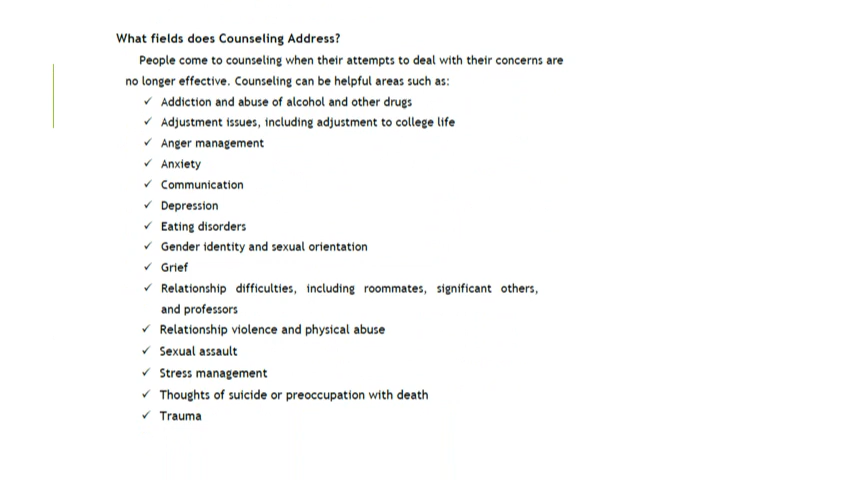 What fields does Counseling Address?
People come to counseling when their attempts to deal with their concerns are
no longer effective. Counseling can be helpful areas such as:
✓ Addiction and abuse of alcohol and other drugs
✓ Adjustment issues, including adjustment to college life
✓ Anger management
✓ Anxiety
✓ Communication
✓ Depression
✓ Eating disorders
✓ Gender identity and sexual orientation
✓ Grief
✓ Relationship difficulties, including roommates, significant others,
and professors
✓ Relationship violence and physical abuse
✓ Sexual assault
✓ Stress management
✓ Thoughts of suicide or preoccupation with death
✓ Trauma